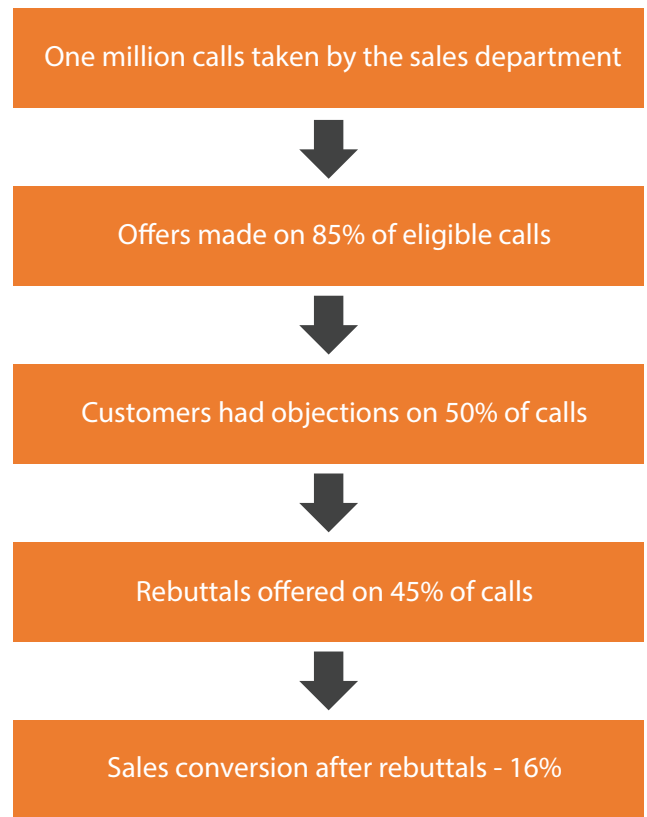 One million calls taken by the sales department
Offers made on 85% of eligible calls
Customers had objections on 50% of calls
Rebuttals offered on 45% of calls
Sales conversion after rebuttals - 16%